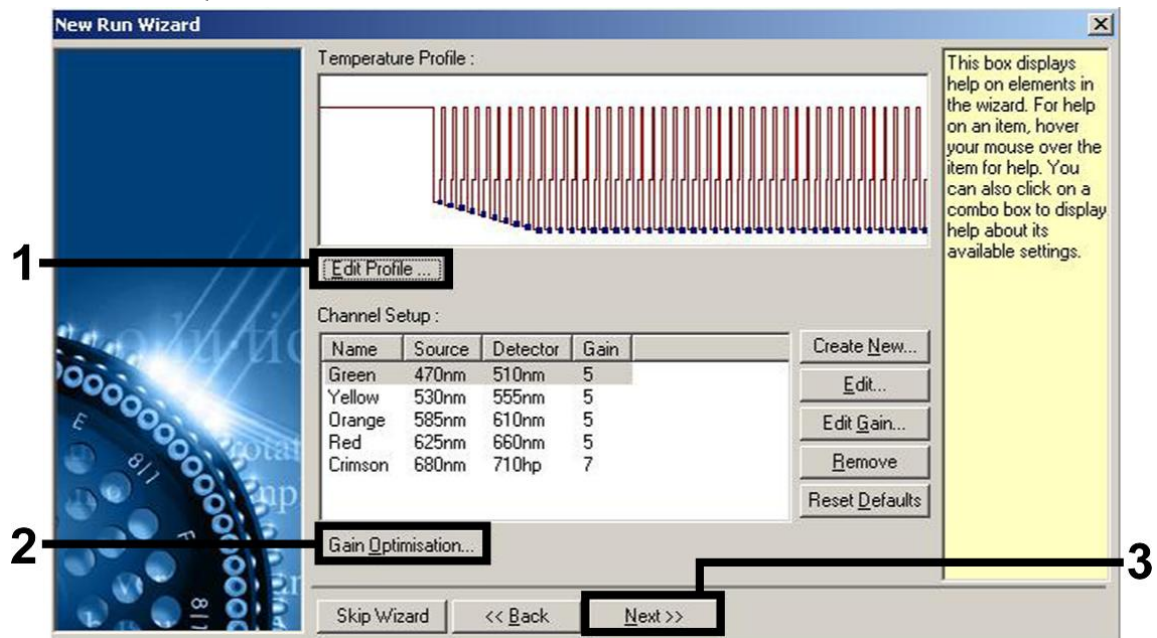 New Run Wizard
Temperature Profile :
This box displays
help on elements in
the wizard. For help
on an item, hover
your mouse over the
item for help. You
can also click on a
combo box to display
help about its
available settings.
1
Edit Profile ...
Channel Setup :
Name Source Detector Gain
Green 470nm 510nm 5
Yellow 530nm 555nm 5
Orange 585nm 610nm 5
Red 625nm 660nm 5
Crimson 680nm 710hp 7
Create New...
Edit...
Edit Gain...
Remove
Reset Defaults
2
Gain Optimisation...
3
Skip Wizard
<< Back
Next >>